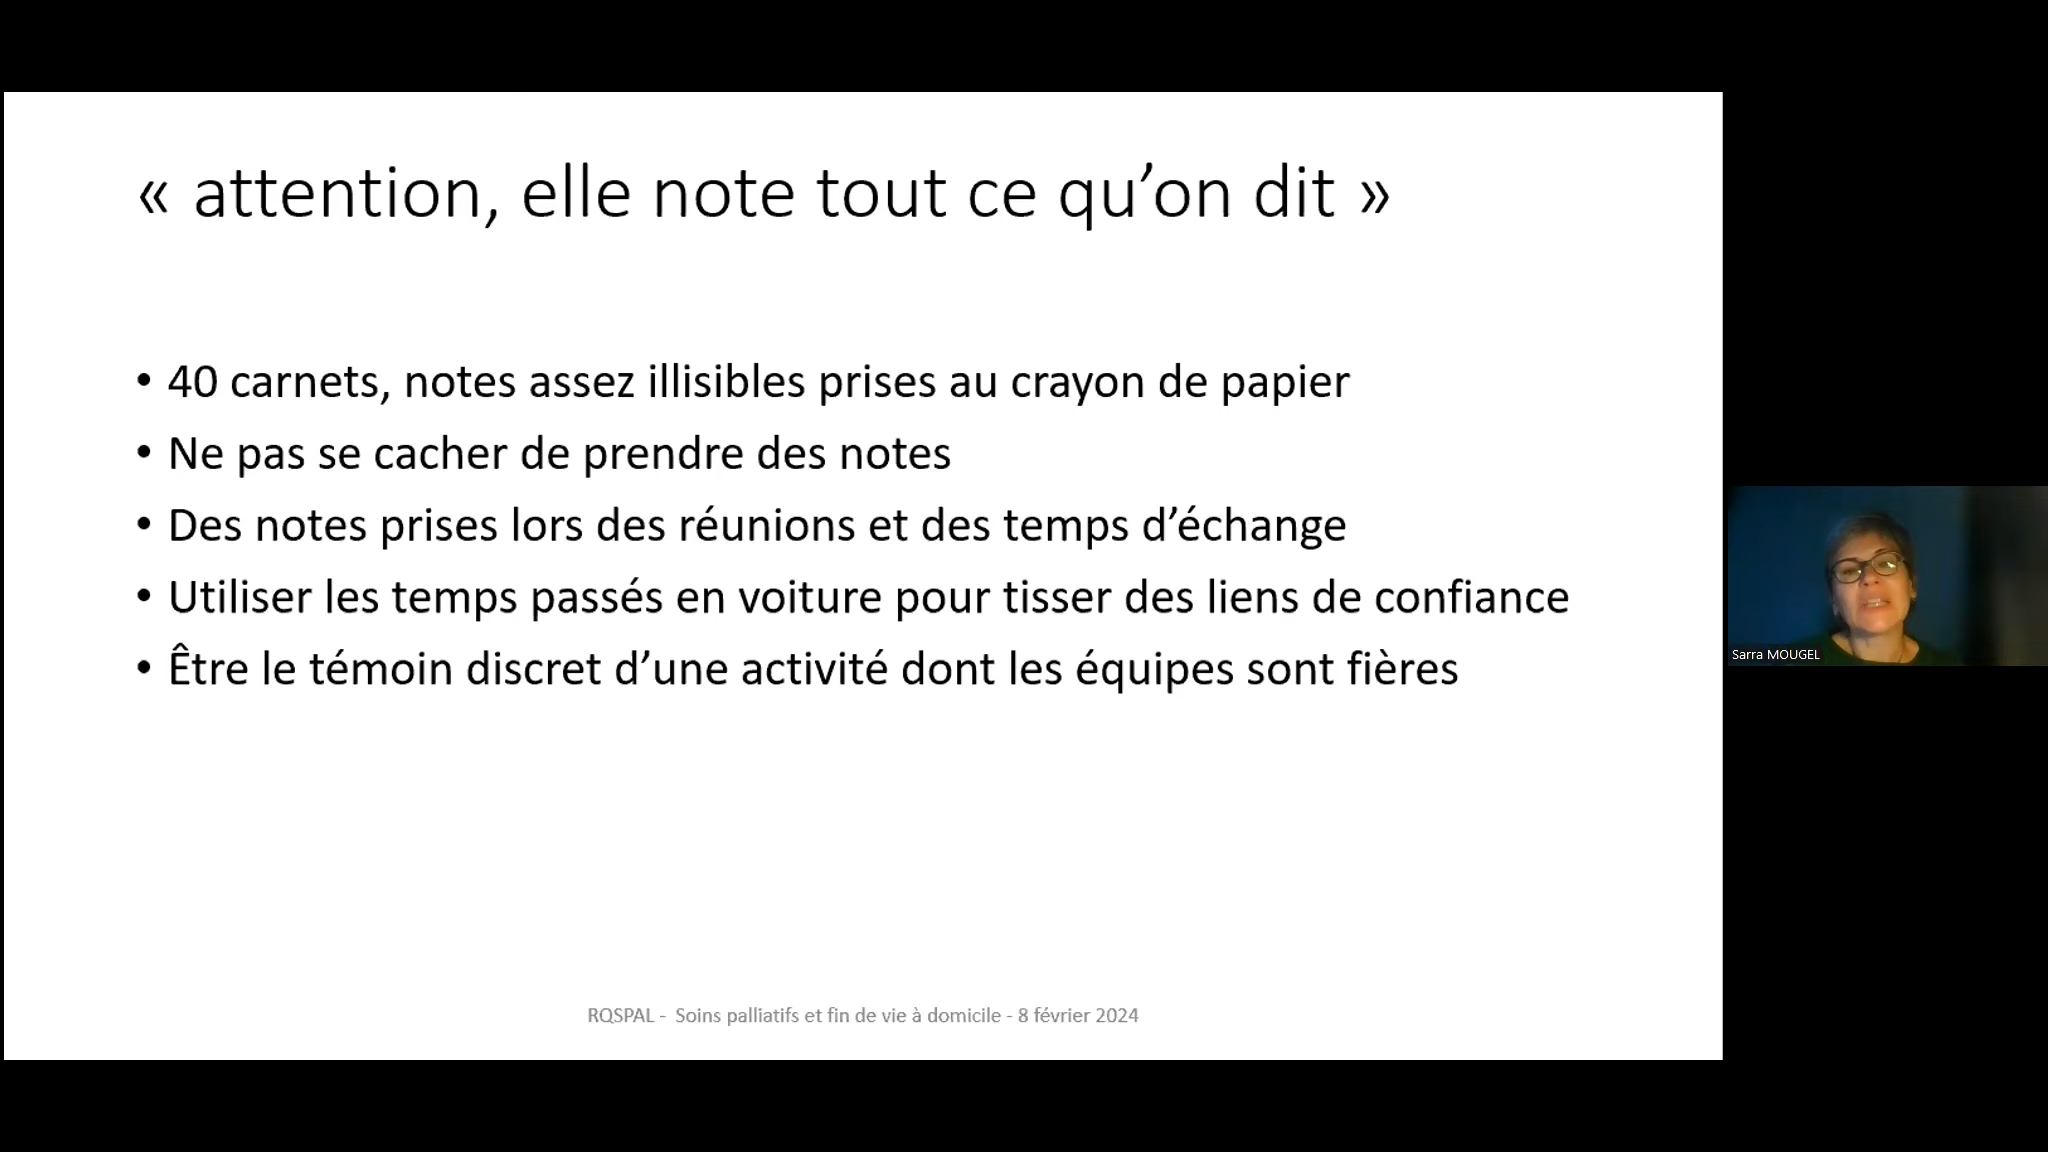 « attention, elle note tout ce qu’on dit »
• 40 carnets, notes assez illisibles prises au crayon de papier
• Ne pas se cacher de prendre des notes
• Des notes prises lors des réunions et des temps d’échange
• Utiliser les temps passés en voiture pour tisser des liens de confiance
• Être le témoin discret d’une activité dont les équipes sont fières
RQSPAL - Soins palliatifs et fin de vie à domicile - 8 février 2024
Sarra MOUGEL